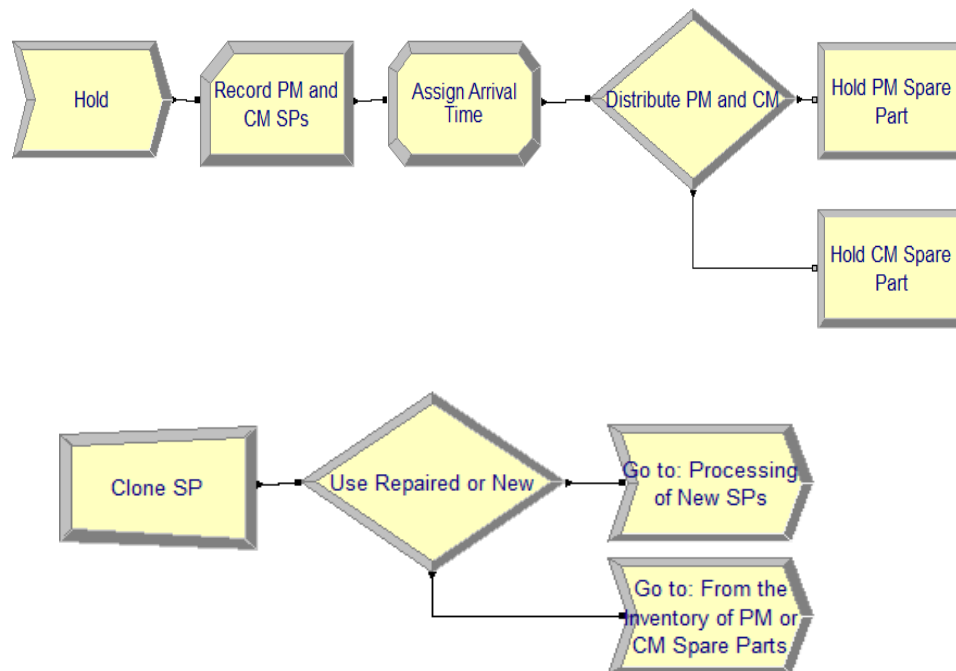 Hold
Record PM and
CM SPs
Assign Arrival
Time
Distribute PM and CM
Hold PM Spare
Part
Hold CM Spare
Part
Clone SP
Use Repaired or New
Go to: Processing
of New SPs
Go to: From the
Inventory of PM or
CM Spare Parts